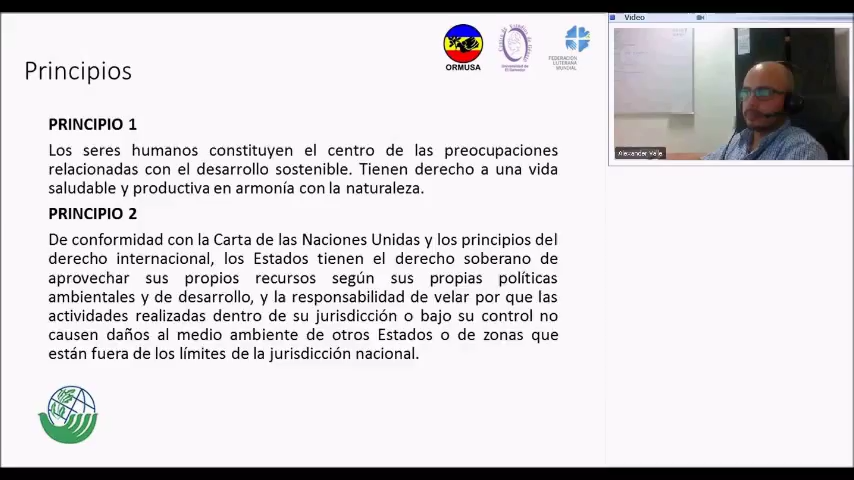 Principios
ORMUSA
FEDERACIÓN
LUTERANA
MUNDIAL
Video
Alexander Valle
PRINCIPIO 1
Los seres humanos constituyen el centro de las preocupaciones
relacionadas con el desarrollo sostenible. Tienen derecho a una vida
saludable y productiva en armonía con la naturaleza.
PRINCIPIO 2
De conformidad con la Carta de las Naciones Unidas y los principios del
derecho internacional, los Estados tienen el derecho soberano de
aprovechar sus propios recursos según sus propias políticas
ambientales y de desarrollo, y la responsabilidad de velar por que las
actividades realizadas dentro de su jurisdicción o bajo su control no
causen daños al medio ambiente de otros Estados o de zonas que
están fuera de los límites de la jurisdicción nacional.